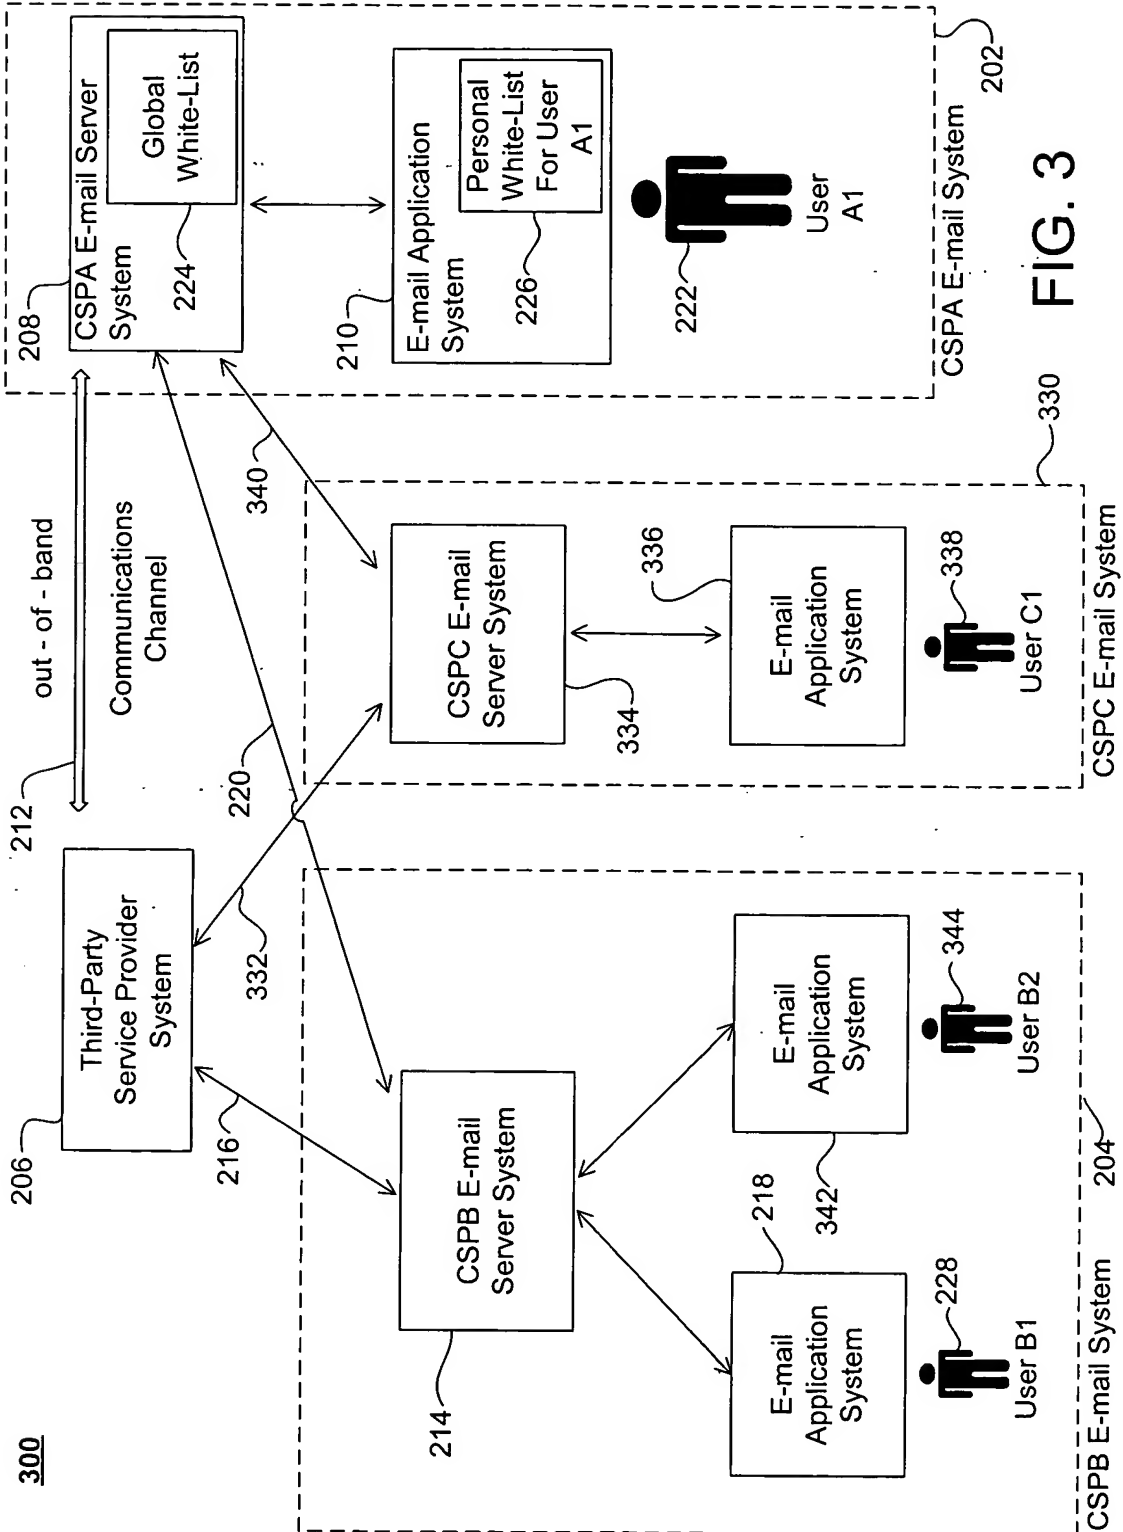 300
206
Third-Party
Service Provider
System
212
out - of - band
Communications
Channel
208
CSPA E-mail Server
System
Global
White-List
224
216
332
220
340
210
E-mail Application
System
Personal
White-List
For User
A1
226
222
User
A1
CSPA E-mail System
202
214
CSPB E-mail
Server System
218
E-mail
Application
System
228
User B1
342
E-mail
Application
System
344
User B2
CSPB E-mail System
204
CSPC E-mail
Server System
334
336
E-mail
Application
System
338
User C1
CSPC E-mail System
330
FIG. 3